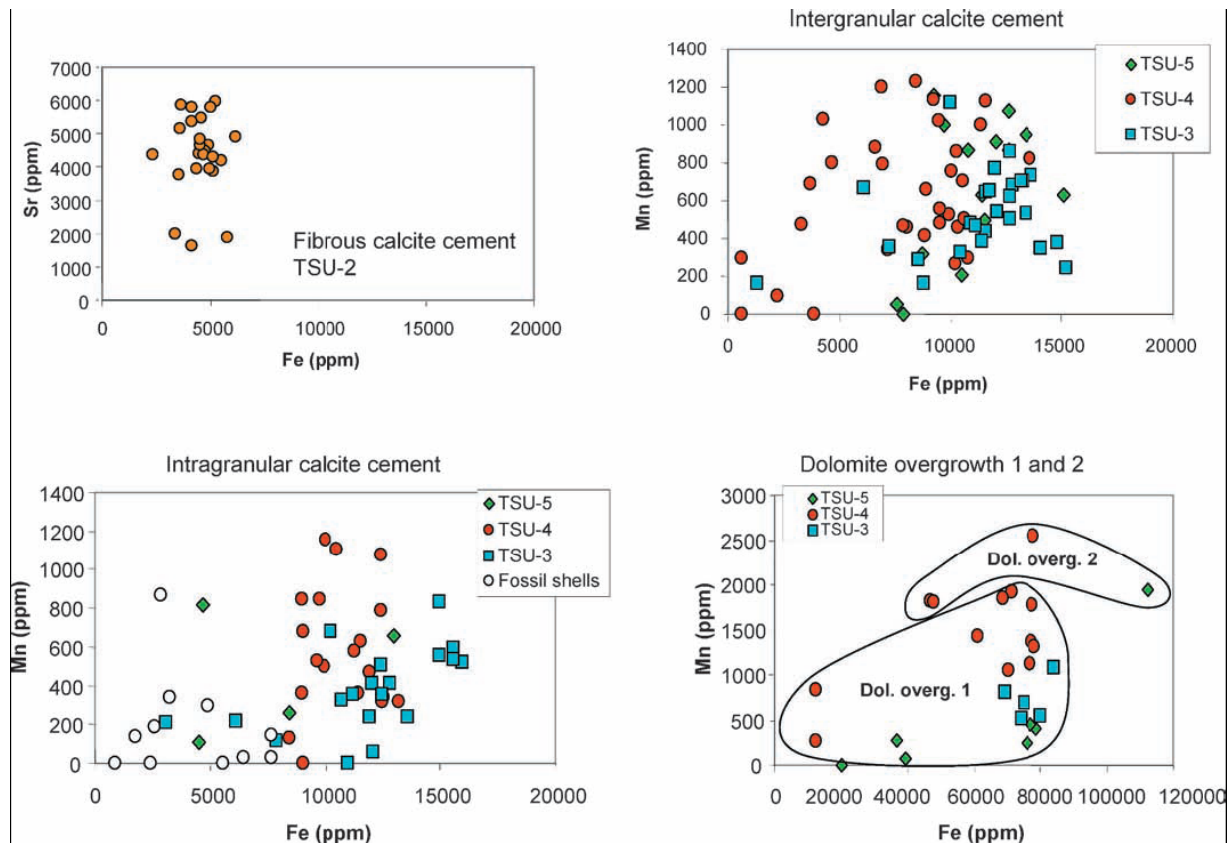 Sr (ppm)
7000
6000
5000
4000
3000
2000
1000
0
Fibrous calcite cement
TSU-2
0
5000
10000
15000
20000
Fe (ppm)
Intergranular calcite cement
Mn (ppm)
1400
1200
1000
800
600
400
200
0
TSU-5
TSU-4
TSU-3
0
5000
10000
15000
20000
Fe (ppm)
Intragranular calcite cement
Mn (ppm)
1400
1200
1000
800
600
400
200
0
TSU-5
TSU-4
TSU-3
Fossil shells
0
5000
10000
15000
20000
Fe (ppm)
Dolomite overgrowth 1 and 2
Mn (ppm)
3000
2500
2000
1500
1000
500
0
TSU-5
TSU-4
TSU-3
Dol. overg. 2
Dol. overg. 1
0
20000
40000
60000
80000
100000
120000
Fe (ppm)